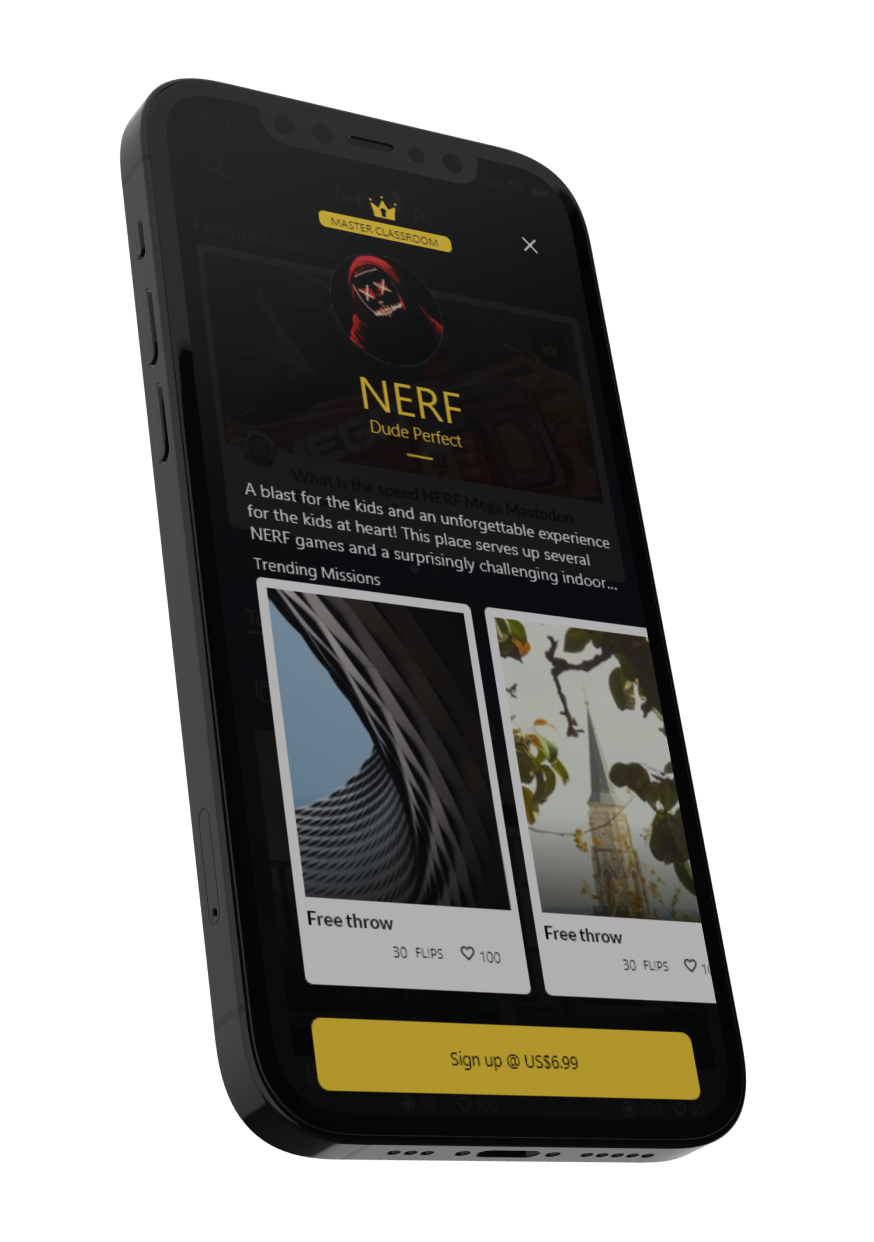 MASTER CLASSROOM
NERF
Dude Perfect
What is the speed NERF Mega Mastodon
A blast for the kids and an unforgettable experience
for the kids at heart! This place serves up several
NERF games and a surprisingly challenging indoor...
Trending Missions
Free throw
30 FLIPS 100
Free throw
30 FLIPS
Sign up @ US$6.99
10 100 100 20